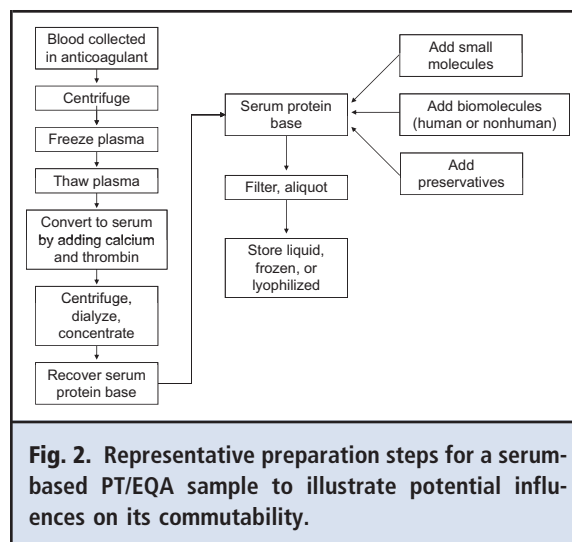 Blood collected
in anticoagulant
Centrifuge
Freeze plasma
Thaw plasma
Convert to serum
by adding calcium
and thrombin
Centrifuge,
dialyze,
concentrate
Recover serum
protein base
Serum protein
base
Filter, aliquot
Store liquid,
frozen, or
lyophilized
Add small
molecules
Add biomolecules
(human or nonhuman)
Add
preservatives
Fig. 2. Representative preparation steps for a serum-
based PT/EQA sample to illustrate potential influ-
ences on its commutability.